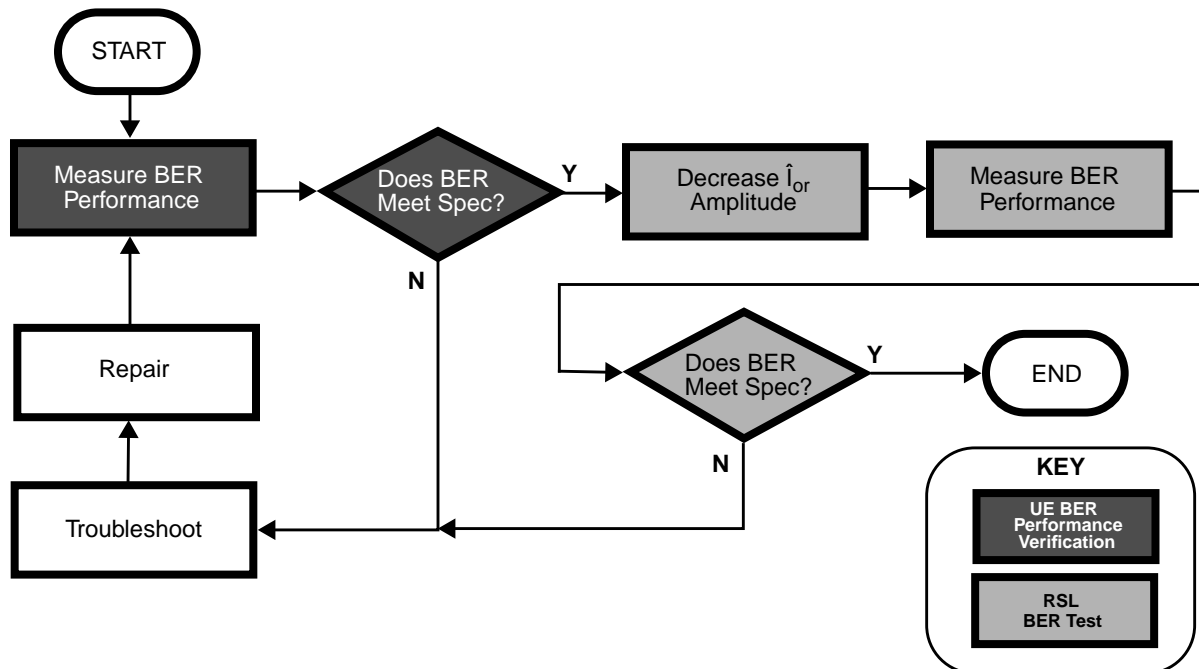 START
Measure BER
Performance
Does BER
Meet Spec?
Y
N
Decrease Îor
Amplitude
Measure BER
Performance
Does BER
Meet Spec?
Y
N
END
Repair
Troubleshoot
KEY
UE BER
Performance
Verification
RSL
BER Test